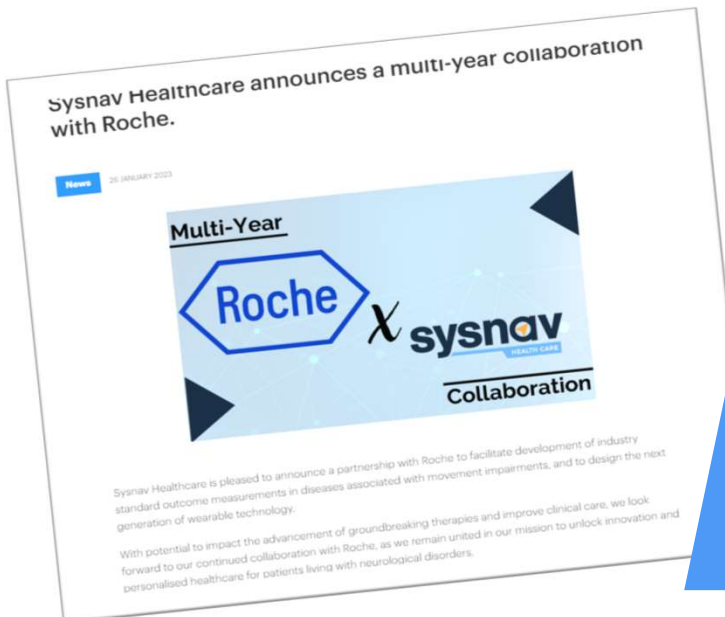 Sysnav Healthcare announces a multi-year collaboration
with Roche.
News 26 JANUARY 2023
Multi-Year
Roche
x
sysnav
HEALTH CARE
Collaboration
Sysnav Healthcare is pleased to announce a partnership with Roche to facilitate development of industry
standard outcome measurements in diseases associated with movement impairments, and to design the next
generation of wearable technology.
With potential to impact the advancement of groundbreaking therapies and improve clinical care, we look
forward to our continued collaboration with Roche, as we remain united in our mission to unlock innovation and
personalised healthcare for patients living with neurological disorders.